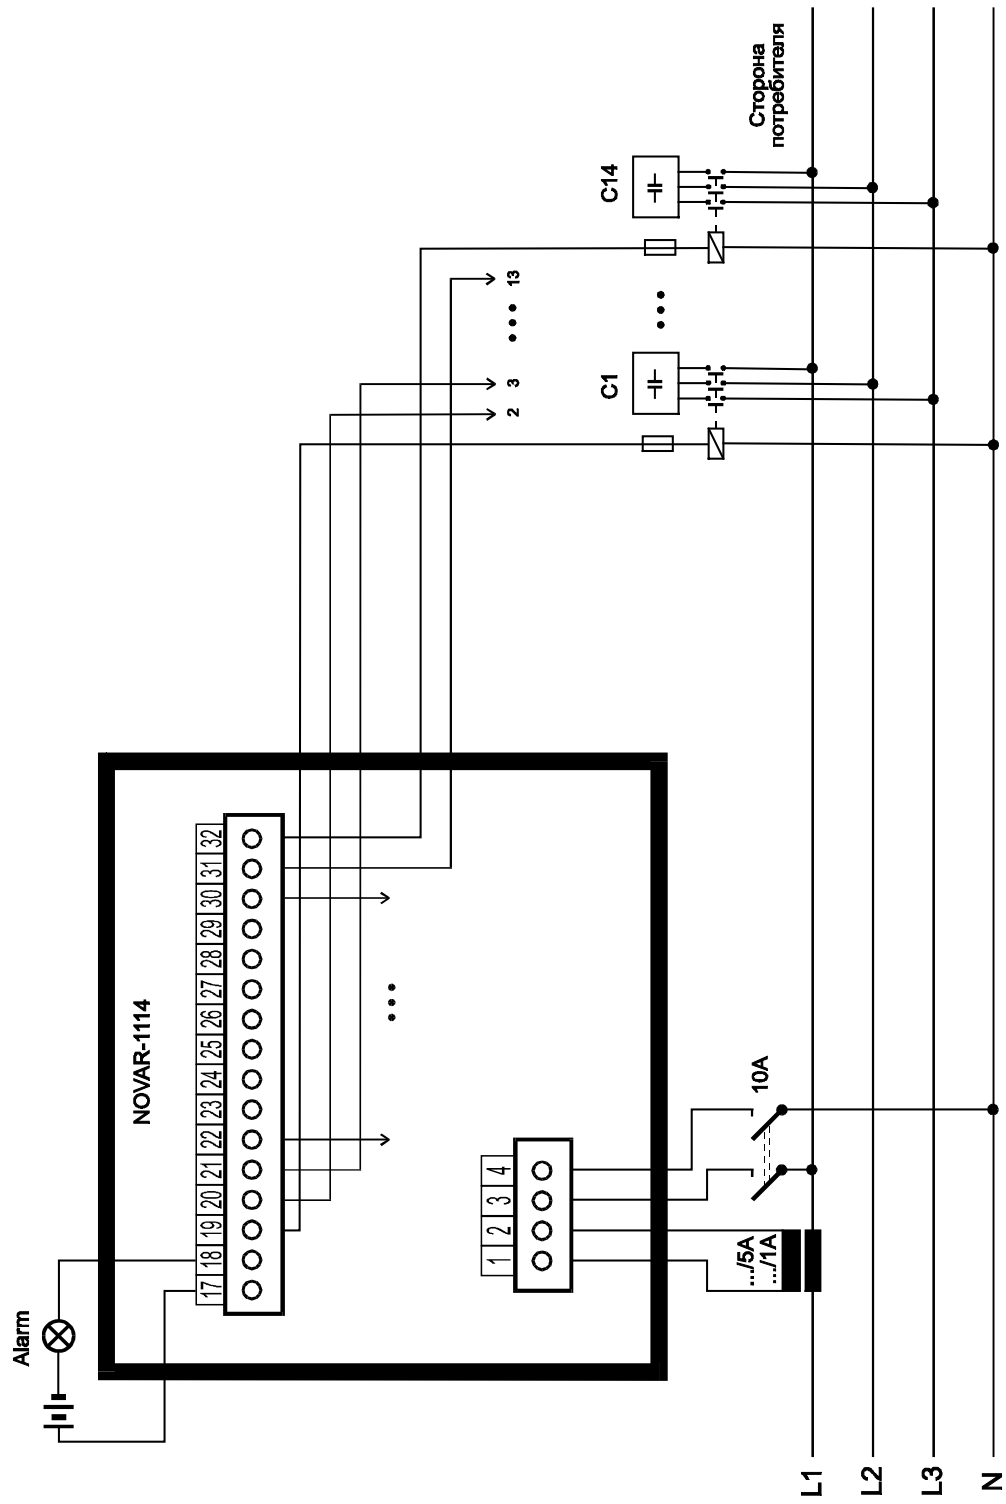 Alarm
NOVAR-1114
17 18 19 20 21 22 23 24 25 26 27 28 29 30 31 32
1 2 3 4
.../5A
.../1A
10A
2 3 13
C1
C14
Сторона
потребителя
L1
L2
L3
N